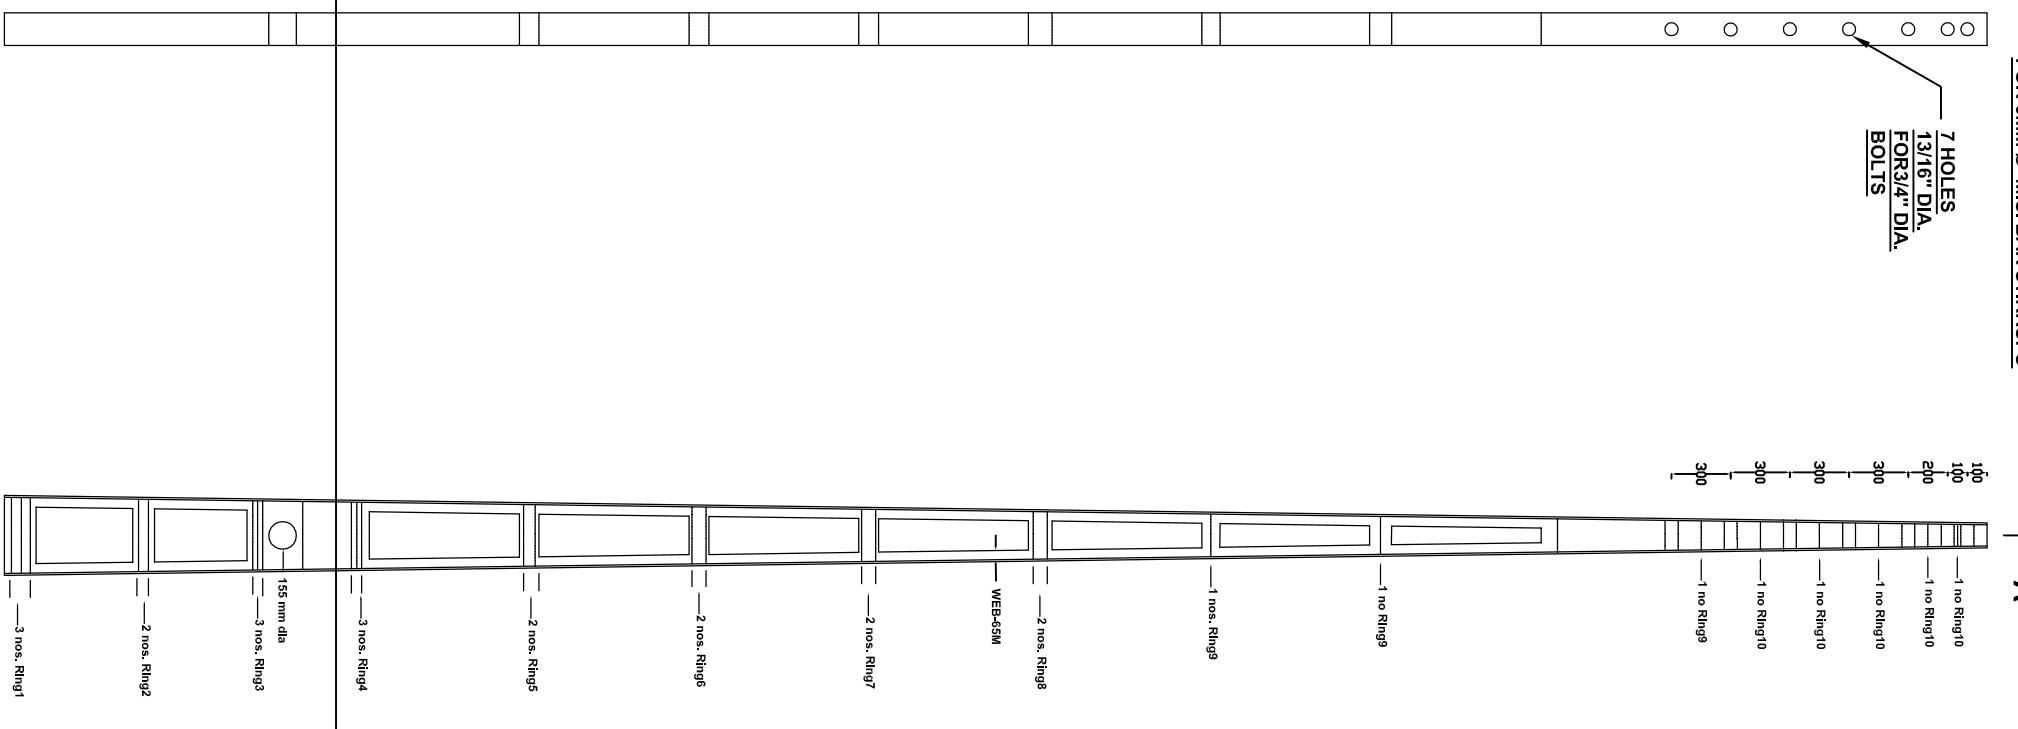 7 HOLES
13/16" DIA.
FOR3/4" DIA.
BOLTS
300
300
300
300
200
100
100
3 nos. Ring1
2 nos. Ring2
3 nos. Ring3
155 mm dia
3 nos. Ring4
2 nos. Ring5
2 nos. Ring6
2 nos. Ring7
WEB-65M
2 nos. Ring8
1 nos. Ring9
1 no Ring9
1 no Ring9
1 no Ring10
1 no Ring10
1 no Ring10
1 no Ring10
1 no Ring10